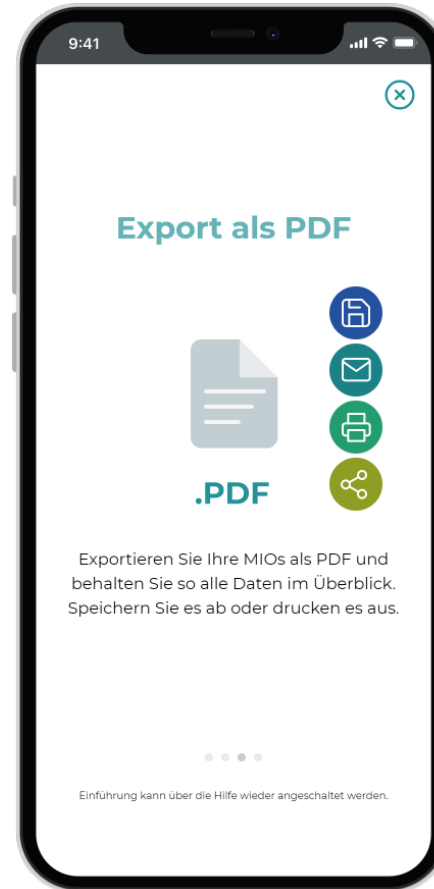 9:41
Export als PDF
.PDF
Exportieren Sie Ihre MIOs als PDF und
behalten Sie so alle Daten im Überblick.
Speichern Sie es ab oder drucken es aus.
Einführung kann über die Hilfe wieder angeschaltet werden.